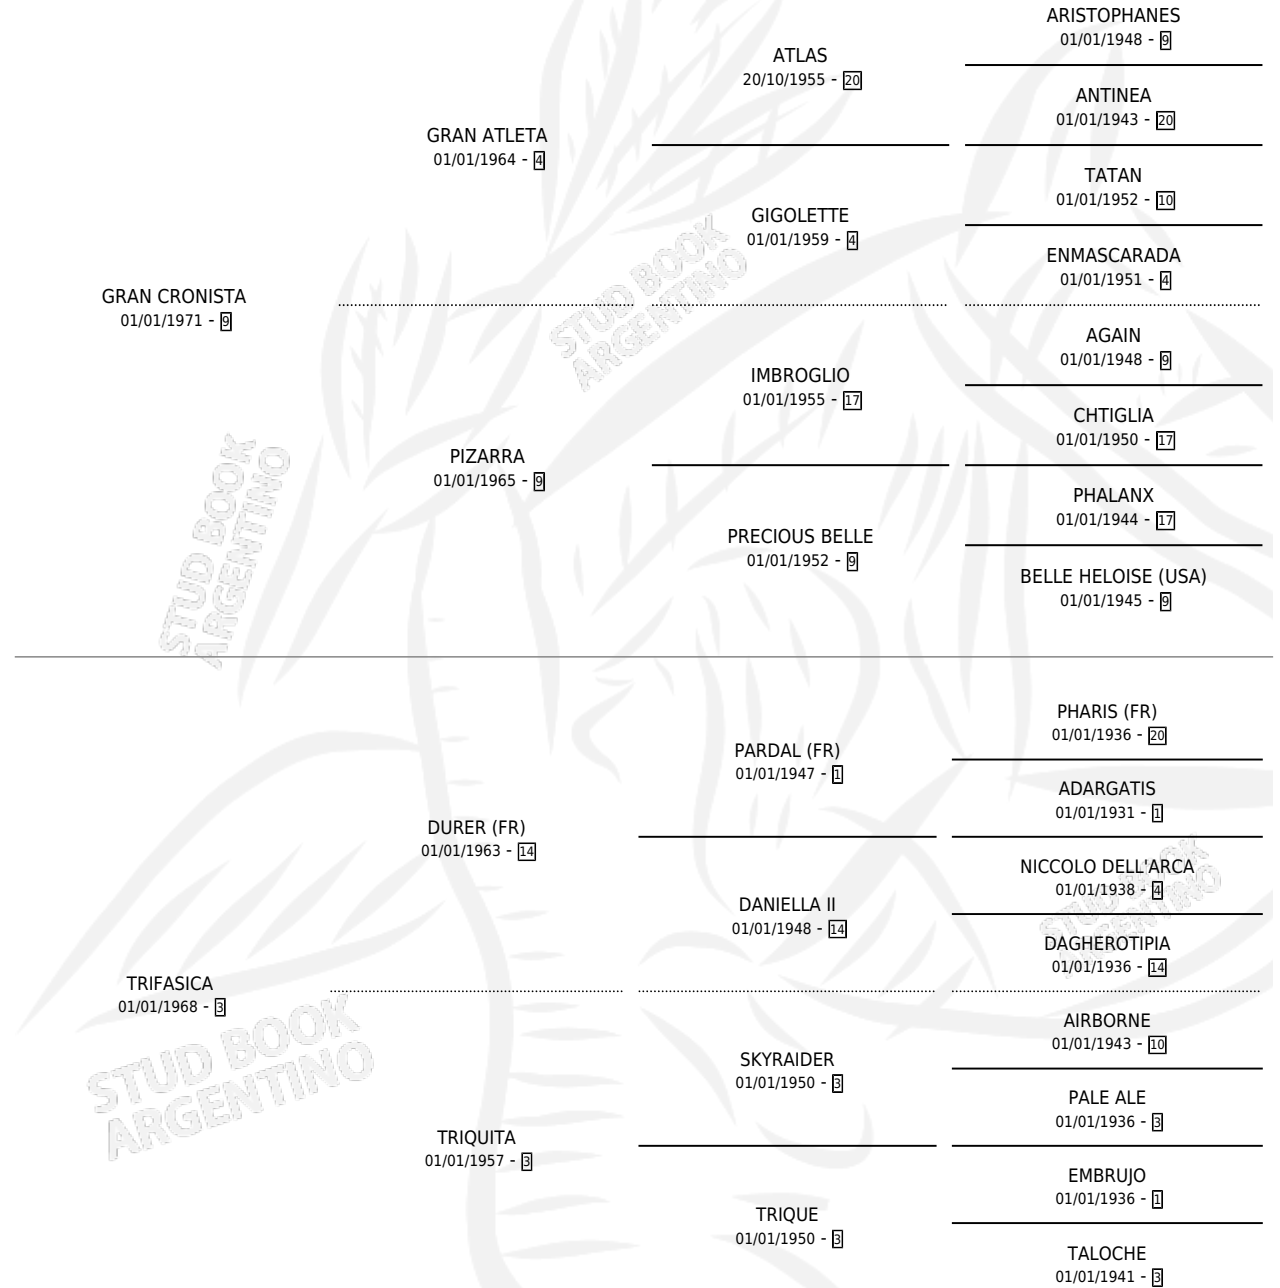 GRAN CRONISTA
01/01/1971 - 9
GRAN ATLETA
01/01/1964 - 4
ATLAS
20/10/1955 - 20
ARISTOPHANES
01/01/1948 - 9
ANTINEA
01/01/1943 - 20
GIGOLETTE
01/01/1959 - 4
TATAN
01/01/1952 - 10
ENMASCARADA
01/01/1951 - 4
PIZARRA
01/01/1965 - 9
IMBROGLIO
01/01/1955 - 17
AGAIN
01/01/1948 - 9
CHTIGLIA
01/01/1950 - 17
PRECIOUS BELLE
01/01/1952 - 9
PHALANX
01/01/1944 - 17
BELLE HELOISE (USA)
01/01/1945 - 9
TRIFASICA
01/01/1968 - 3
DURER (FR)
01/01/1963 - 14
PARDAL (FR)
01/01/1947 - 1
PHARIS (FR)
01/01/1936 - 20
ADARGATIS
01/01/1931 - 1
DANIELLA II
01/01/1948 - 14
NICCOLO DELL'ARCA
01/01/1938 - 4
DAGHEROTIPIA
01/01/1936 - 14
TRIQUITA
01/01/1957 - 3
SKYRAIDER
01/01/1950 - 3
AIRBORNE
01/01/1943 - 10
PALE ALE
01/01/1936 - 3
TRIQUE
01/01/1950 - 3
EMBRUJO
01/01/1936 - 1
TALOCHE
01/01/1941 - 3
STUD BOOK
ARGENTINO
STUD BOOK
ARGENTINO
STUD BOOK
ARGENTINO
STUD BOOK
ARGENTINO